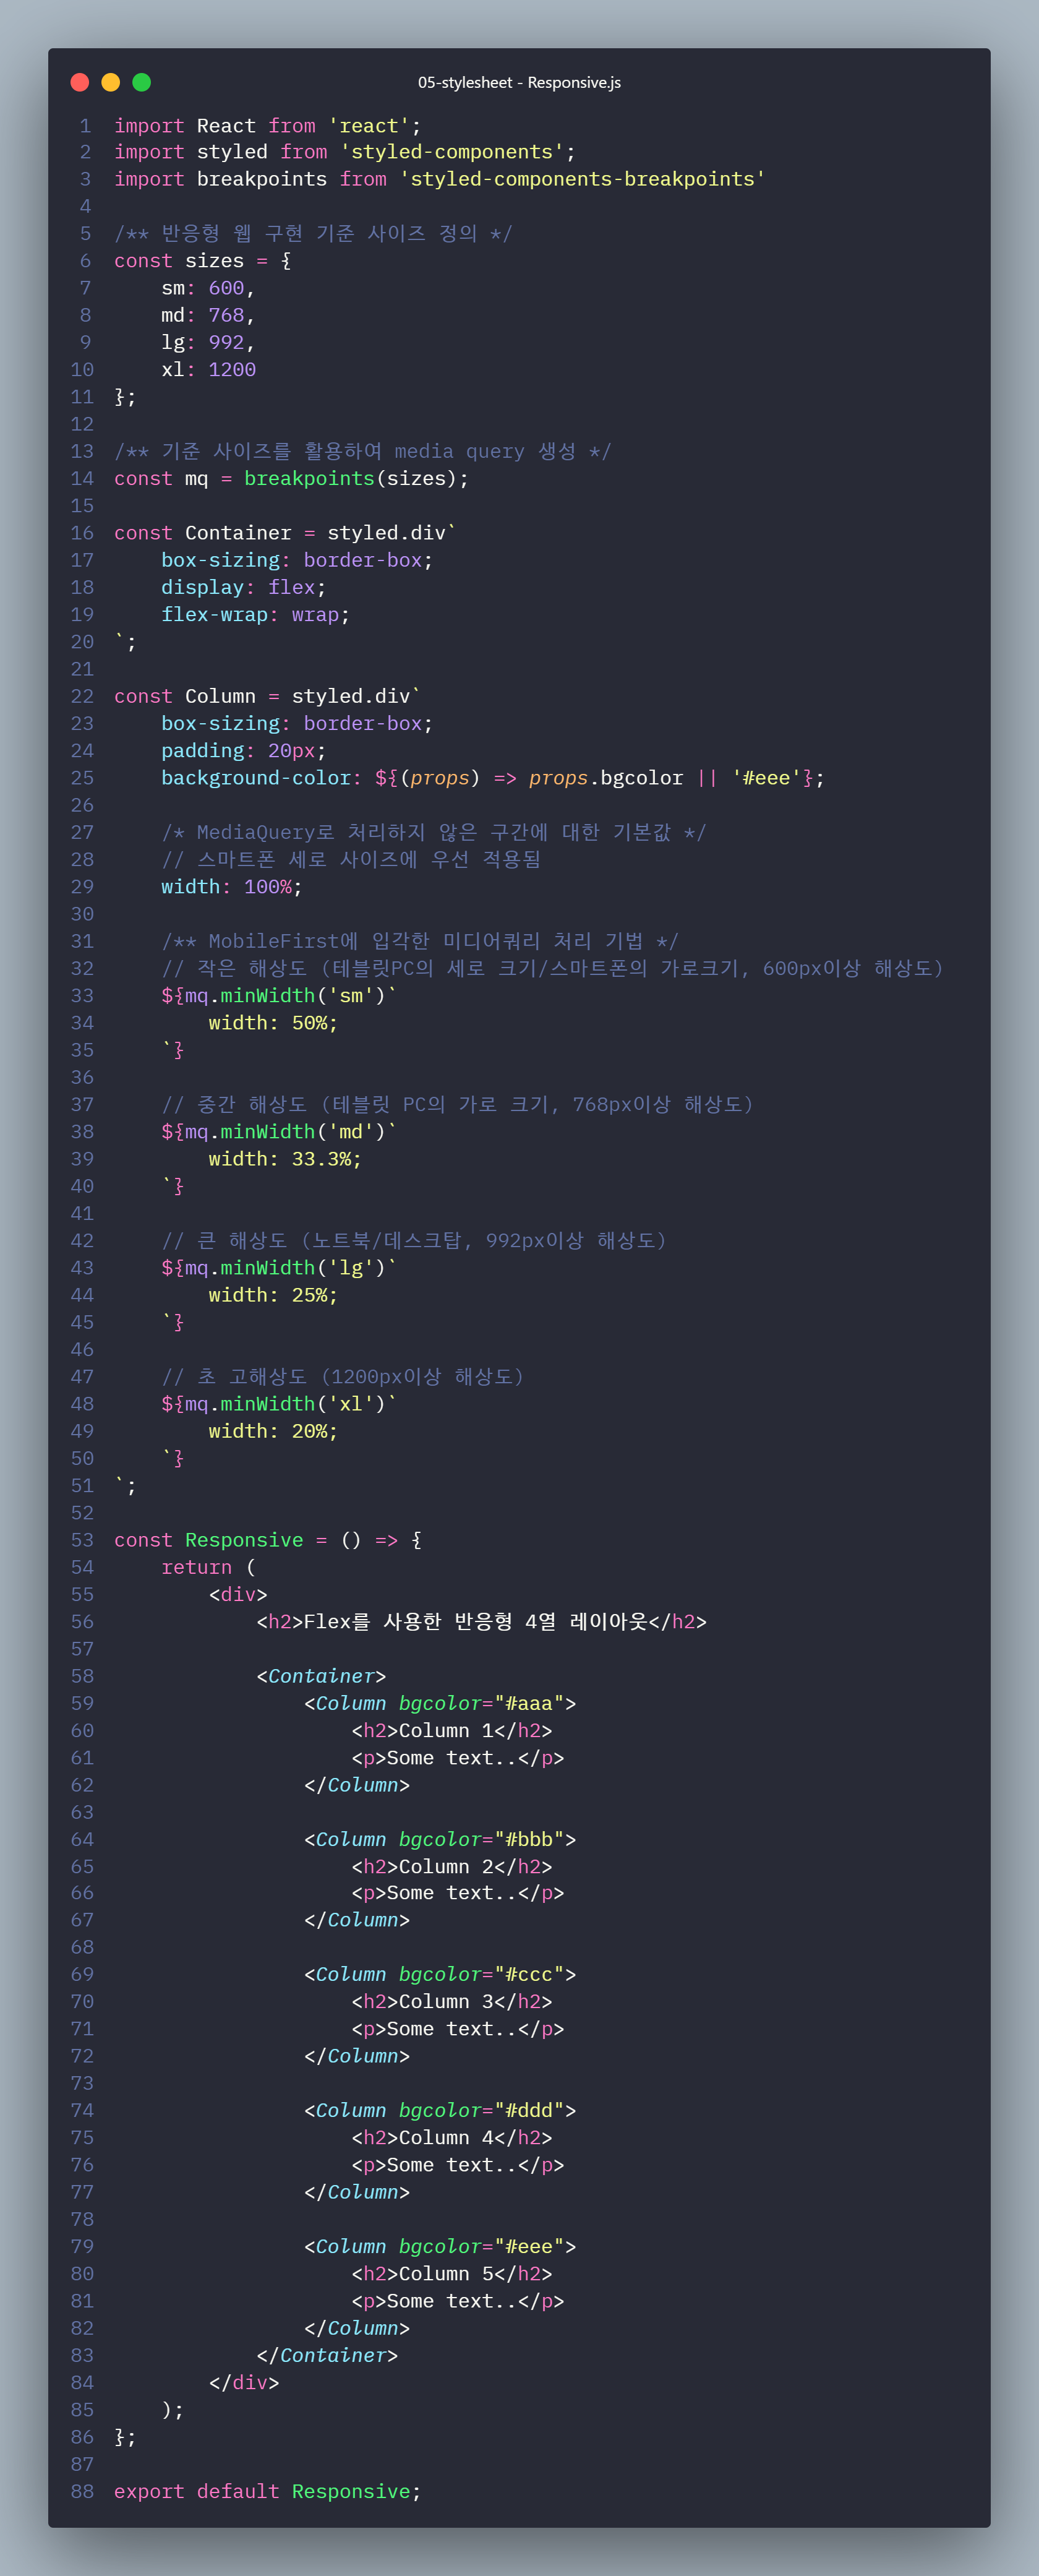 05-stylesheet - Responsive.js
1 import React from 'react';
2 import styled from 'styled-components';
3 import breakpoints from 'styled-components-breakpoints'
4
5 /** 반응형 웹 구현 기준 사이즈 정의 */
6 const sizes = {
7     sm: 600,
8     md: 768,
9     lg: 992,
10     xl: 1200
11 };
12
13 /** 기준 사이즈를 활용하여 media query 생성 */
14 const mq = breakpoints(sizes);
15
16 const Container = styled.div`
17     box-sizing: border-box;
18     display: flex;
19     flex-wrap: wrap;
20 `;
21
22 const Column = styled.div`
23     box-sizing: border-box;
24     padding: 20px;
25     background-color: ${(props) => props.bgcolor || '#eee'};
26
27     /* MediaQuery로 처리하지 않은 구간에 대한 기본값 */
28     // 스마트폰 세로 사이즈에 우선 적용됨
29     width: 100%;
30
31     /** MobileFirst에 입각한 미디어쿼리 처리 기법 */
32     // 작은 해상도 (테블릿PC의 세로 크기/스마트폰의 가로크기, 600px이상 해상도)
33     ${mq.minWidth('sm')`
34         width: 50%;
35     `}
36
37     // 중간 해상도 (테블릿 PC의 가로 크기, 768px이상 해상도)
38     ${mq.minWidth('md')`
39         width: 33.3%;
40     `}
41
42     // 큰 해상도 (노트북/데스크탑, 992px이상 해상도)
43     ${mq.minWidth('lg')`
44         width: 25%;
45     `}
46
47     // 초 고해상도 (1200px이상 해상도)
48     ${mq.minWidth('xl')`
49         width: 20%;
50     `}
51 `;
52
53 const Responsive = () => {
54     return (
55         <div>
56             <h2>Flex를 사용한 반응형 4열 레이아웃</h2>
57
58             <Container>
59                 <Column bgcolor="#aaa">
60                     <h2>Column 1</h2>
61                     <p>Some text..</p>
62                 </Column>
63
64                 <Column bgcolor="#bbb">
65                     <h2>Column 2</h2>
66                     <p>Some text..</p>
67                 </Column>
68
69                 <Column bgcolor="#ccc">
70                     <h2>Column 3</h2>
71                     <p>Some text..</p>
72                 </Column>
73
74                 <Column bgcolor="#ddd">
75                     <h2>Column 4</h2>
76                     <p>Some text..</p>
77                 </Column>
78
79                 <Column bgcolor="#eee">
80                     <h2>Column 5</h2>
81                     <p>Some text..</p>
82                 </Column>
83             </Container>
84         </div>
85     );
86 };
87
88 export default Responsive;